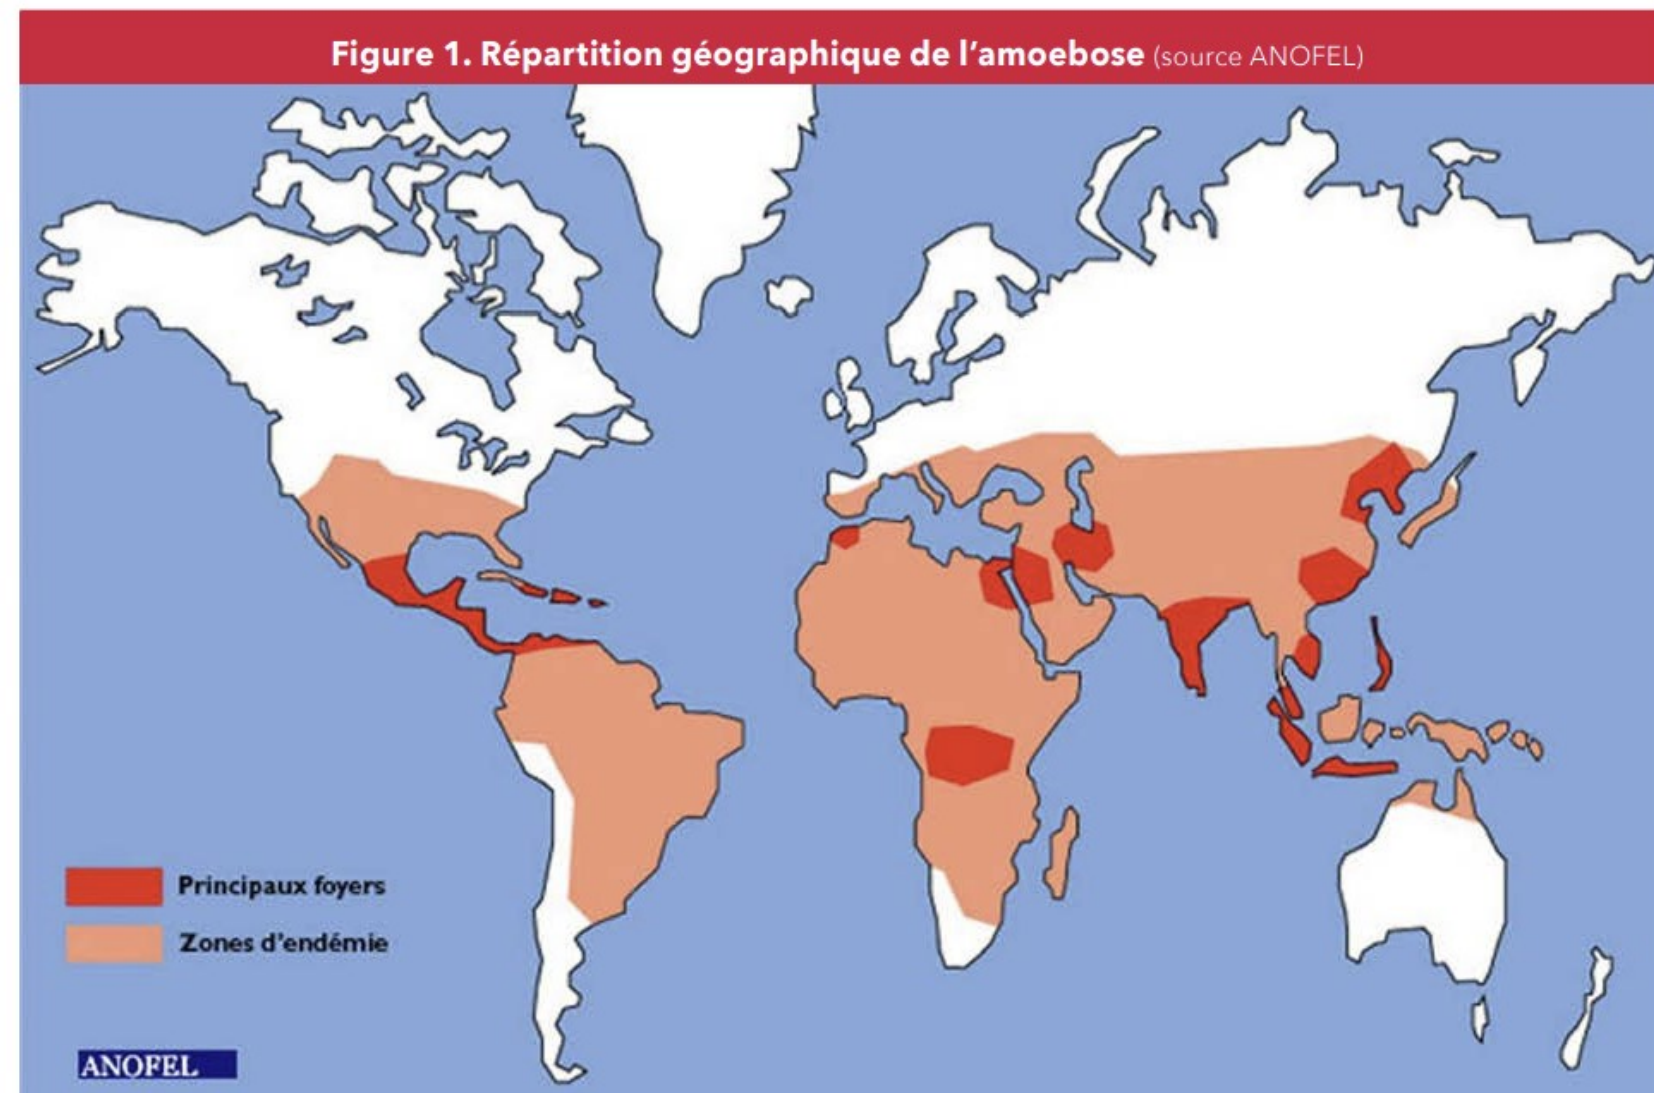 Figure 1. Répartition géographique de l'amoebose (source ANOFEL)
Principaux foyers
Zones d'endémie
ANOFEL